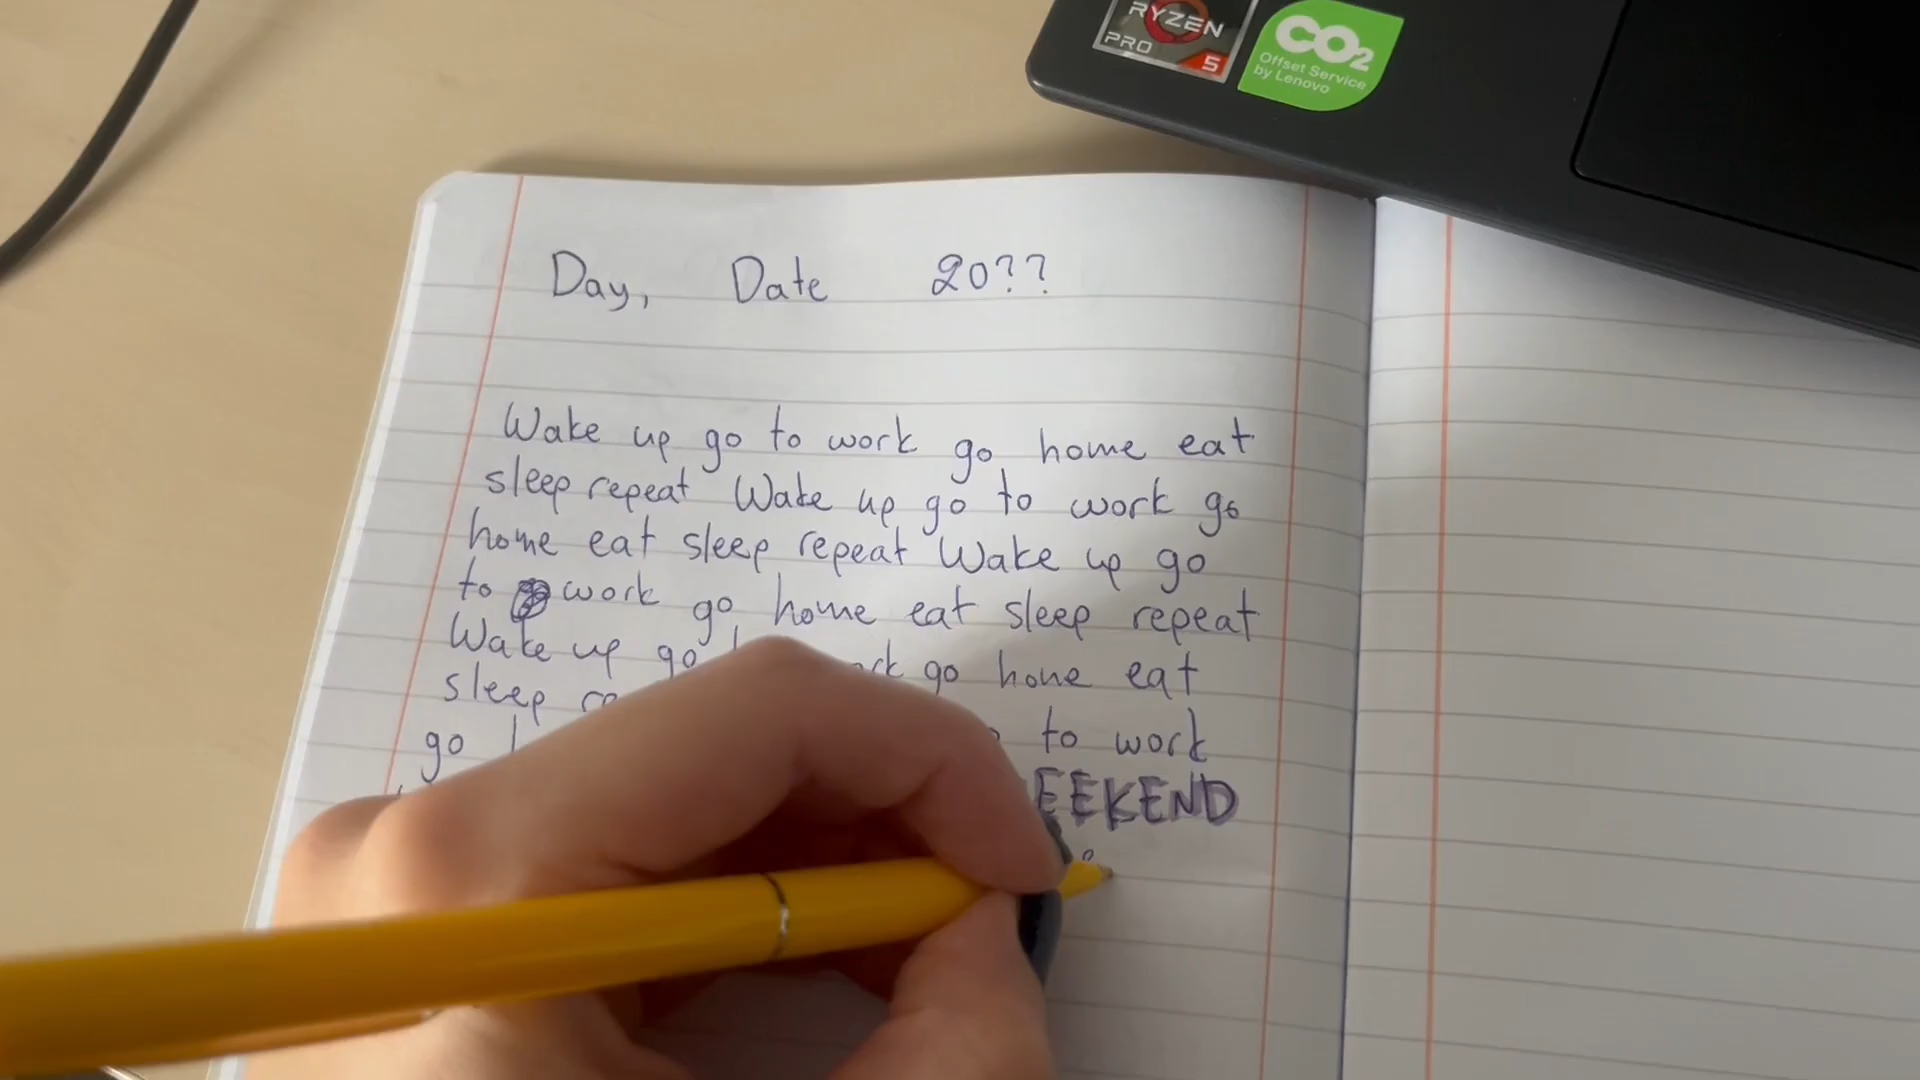 RYZEN
PRO
5
CO2
Offset Service
by Lenovo
Day, Date 20??
Wake up go to work go home eat
sleep repeat Wake up go to work go
home eat sleep repeat Wake up go
to work go home eat sleep repeat
Wake up go go home eat
sleep
go to work